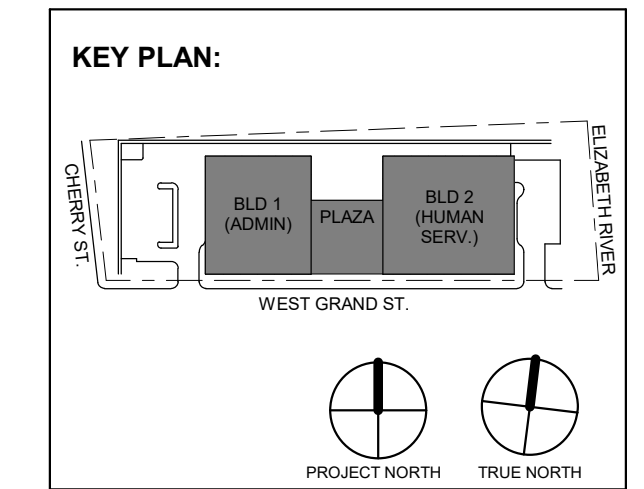 KEY PLAN:
CHERRY ST.
BLD 1
(ADMIN)
PLAZA
BLD 2
(HUMAN
SERV.)
ELIZABETH RIVER
WEST GRAND ST.
PROJECT NORTH
TRUE NORTH